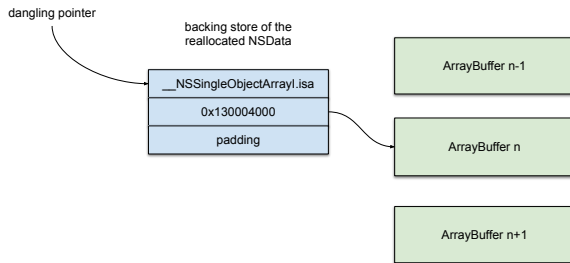 dangling pointer
backing store of the
reallocated NSData
__NSSingleObjectArrayI.isa
0x130004000
padding
ArrayBuffer n-1
ArrayBuffer n
ArrayBuffer n+1